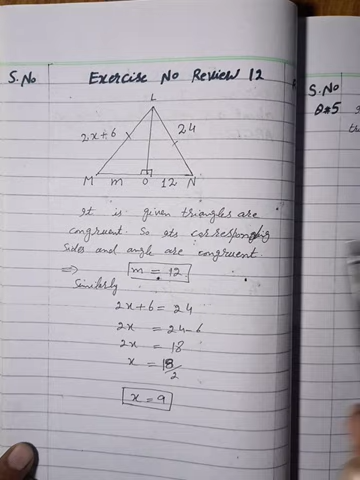 S.No
Exercise No Review 12
L
2x+6
24
M m O 12 N
It is given triangles are
congruent. So its corresponding
sides and angle are congruent.
⇒ m = 12
Similarly
2x+6 = 24
2x = 24-6
2x = 18
x = 18/2
x = 9
S.No
Q#5